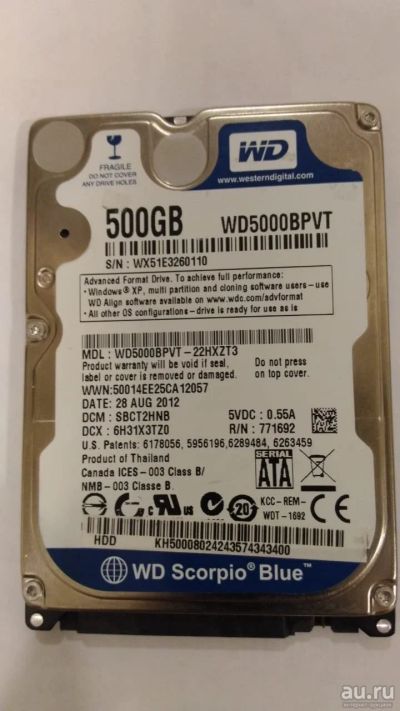 FRAGILE
DO NOT COVER
ANY DRIVE HOLES
WD
www.westerndigital.com
500GB WD5000BPVT
S/N : WX51E3260110
Advanced Format Drive. To achieve full performance:
• Windows® XP, multi partition and cloning software users - use
WD Align software available on www.wdc.com/advformat
• All other OS configurations - drive is ready for use as is
MDL : WD5000BPVT-22HXZT3
Product warranty will be void if seal,
label or cover is removed or damaged.
Do not press
on top cover.
WWN:50014EE25CA12057
DATE: 28 AUG 2012
DCM : SBCT2HNB 5VDC : 0.55A
DCX : 6H31X3TZ0 R/N : 771692
U.S. Patents: 6178056, 5956196,6289484, 6263459
Product of Thailand
Canada ICES-003 Class B/
NMB-003 Classe B.
SERIAL
ATA
KCC-REM-
WDT-1692
20
CE
HDD KH50008024243574343400
WD Scorpio® Blue™
au.ru